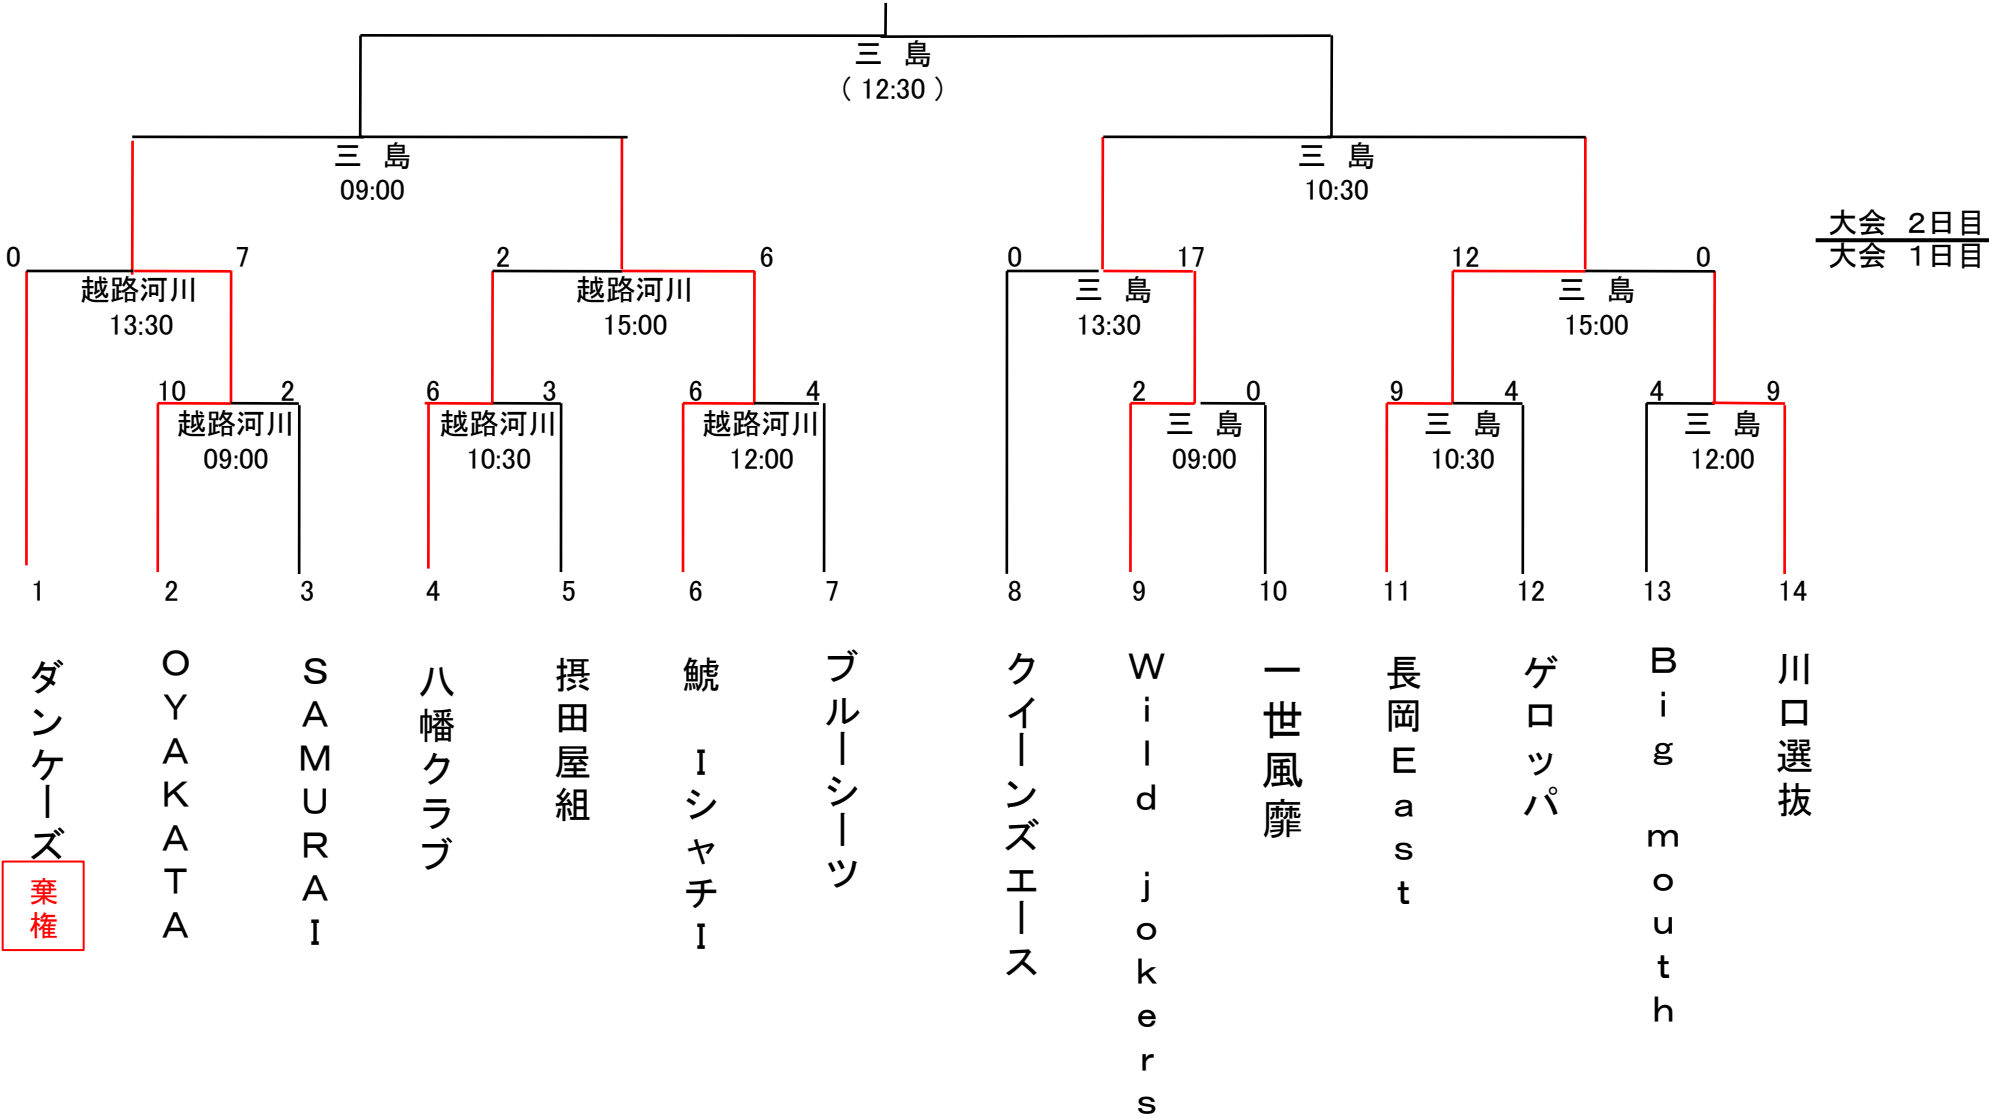 三 島
( 12:30 )
三 島
09:00
三 島
10:30
大会 2日目
大会 1日目
0 7
越路河川
13:30
2 6
越路河川
15:00
0 17
三 島
13:30
12 0
三 島
15:00
10 2
越路河川
09:00
6 3
越路河川
10:30
6 4
越路河川
12:00
2 0
三 島
09:00
9 4
三 島
10:30
4 9
三 島
12:00
1 2 3 4 5 6 7 8 9 10 11 12 13 14
ダンケーズ
棄権
OYAKATA
SAMURAI
八幡クラブ
摂田屋組
鯱 IシャチI
ブルーシーツ
クイーンズエース
Wild jokers
一世風靡
長岡East
ゲロッパ
Big mouth
川口選抜